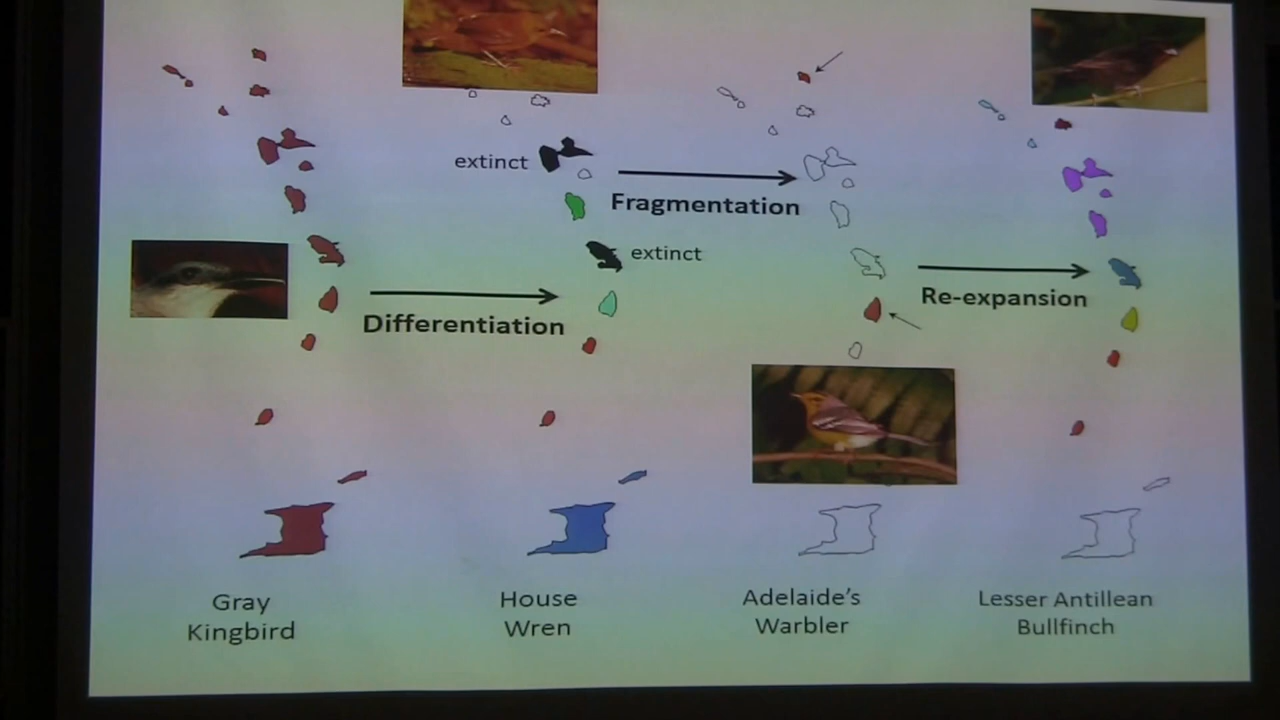 extinct
Fragmentation
extinct
Re-expansion
Differentiation
Gray
Kingbird
House
Wren
Adelaide's
Warbler
Lesser Antillean
Bullfinch